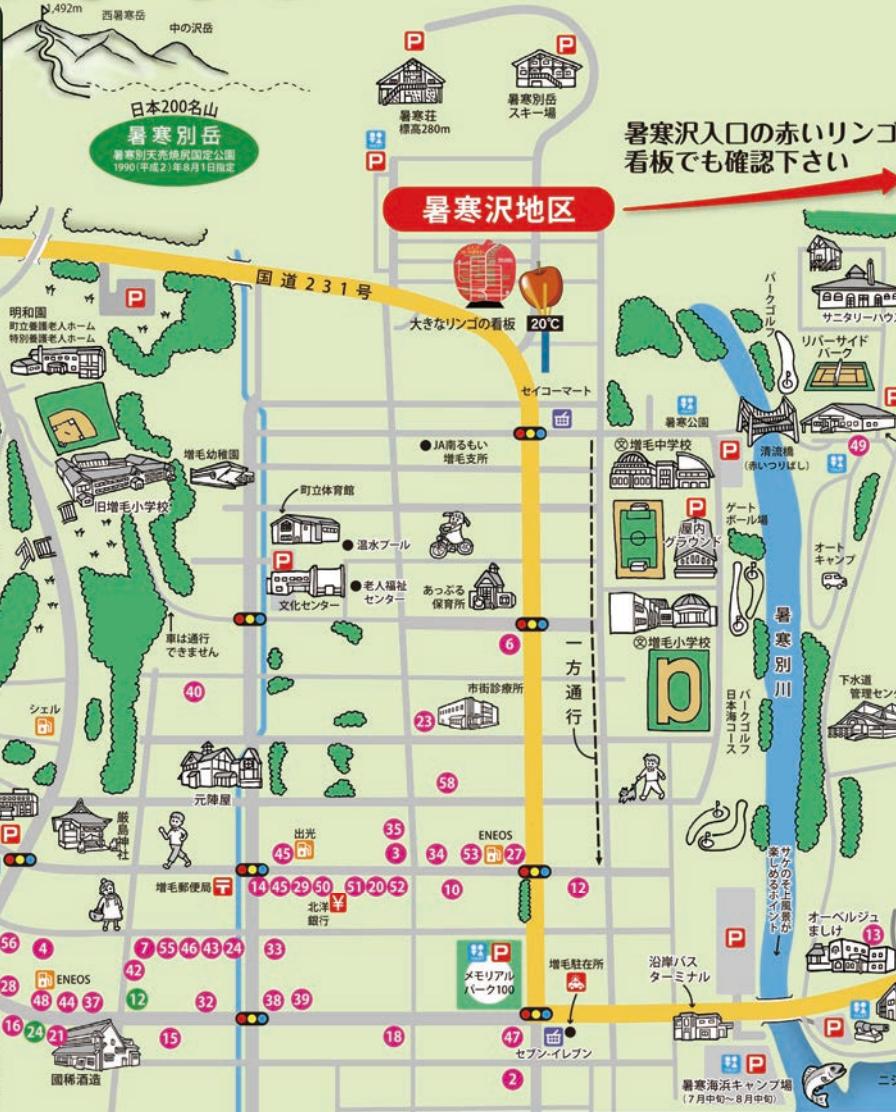 1,492m
西暑寒岳
中の沢岳
日本200名山
暑寒別岳
暑寒別天売焼尻国定公園
1990(平成2)年8月1日指定
P
P
暑寒荘
標高280m
暑寒別岳
スキー場
P
暑寒沢入口の赤いリンゴ
看板でも確認下さい
暑寒沢地区
国道231号
大きなリンゴの看板
20℃
P
明和園
町立養護老人ホーム
特別養護老人ホーム
パークゴルフ
サニタリーハウス
リバーサイド
パーク
セイコーマート
暑寒公園
P
P
清流橋
(赤いつりばし)
49
JA南るもい
増毛支所
文増毛中学校
増毛幼稚園
旧増毛小学校
町立体育館
温水プール
P
屋内
グラウンド
ゲート
ボール場
オート
キャンプ
P
文化センター
老人福祉
センター
あっぷる
保育所
車は通行
できません
6
文増毛小学校
一方通行
暑寒別川
40
シェル
市街診療所
23
パークゴルフ
日本海コース
下水道
管理セン
元陣屋
58
P
厳島神社
出光
45
35
3
34
53
ENEOS
27
増毛郵便局
14
45
29
50
51
20
52
10
12
北洋
銀行
¥
サケのそ上風景が
楽しめるポイント
56
4
7
55
46
43
24
33
42
P
メモリアル
パーク100
増毛駐在所
沿岸バス
ターミナル
P
オーベルジュ
ましけ
13
28
ENEOS
48
44
37
12
32
38
39
16
24
21
15
18
47
セブン-イレブン
國稀酒造
2
P
暑寒海浜キャンプ場
(7月中旬〜8月中旬)
P
ニシ